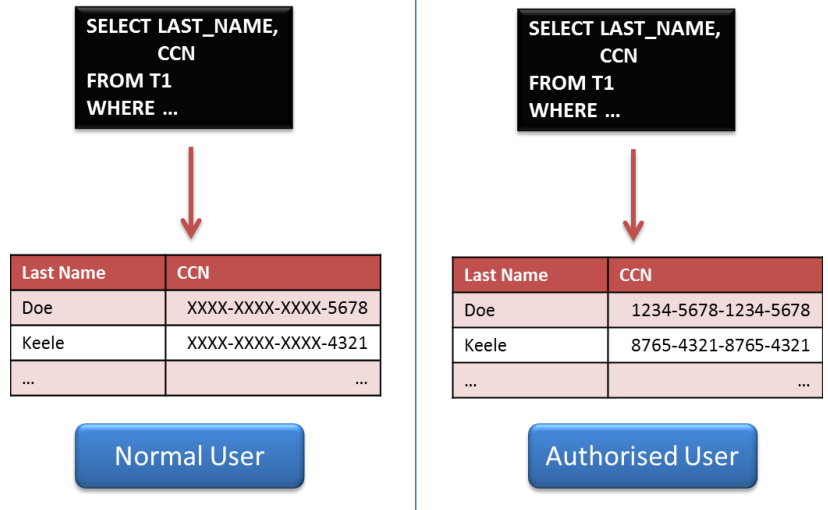 SELECT LAST_NAME,
CCN
FROM T1
WHERE ...
Last Name CCN
Doe XXXX-XXXX-XXXX-5678
Keele XXXX-XXXX-XXXX-4321
... ...
Normal User
SELECT LAST_NAME,
CCN
FROM T1
WHERE ...
Last Name CCN
Doe 1234-5678-1234-5678
Keele 8765-4321-8765-4321
... ...
Authorised User